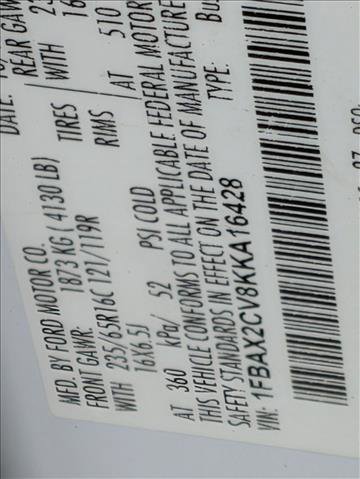 DATE:
MFD. BY FORD MOTOR CO.
FRONT GAWR: 1873 KG ( 4130 LB) REAR GAW
WITH 235/65R16C 121/119R TIRES WITH
16X6.5J RIMS
AT 360 kPa/ 52 PSI COLD AT 510
THIS VEHICLE CONFORMS TO ALL APPLICABLE FEDERAL MOTOR
SAFETY STANDARDS IN EFFECT ON THE DATE OF MANUFACTURE
VIN: 1FBAX2CV8KKA16428 TYPE: